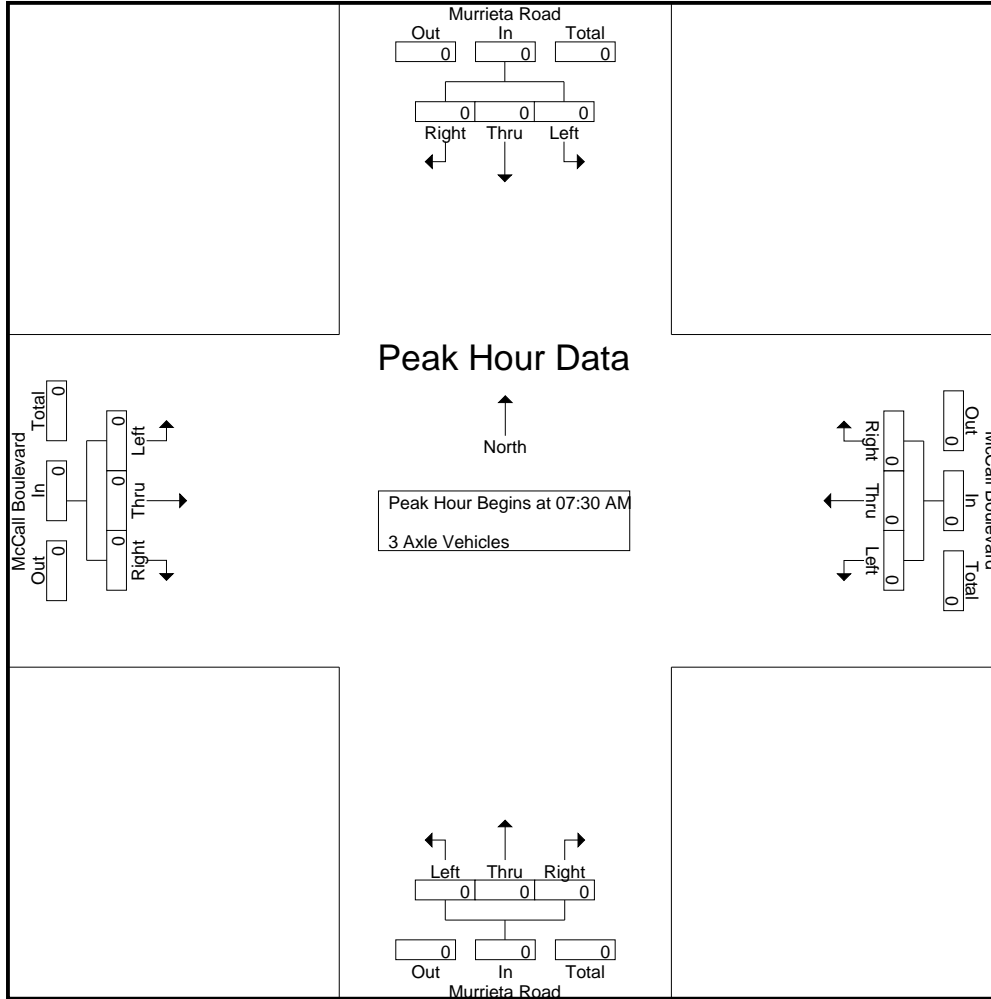 Murrieta Road
Out In Total
0 0 0
0 0 0
Right Thru Left
Peak Hour Data
North
Peak Hour Begins at 07:30 AM
3 Axle Vehicles
McCall Boulevard
Total In Out
0 0 0
0 0 0
Left Thru Right
McCall Boulevard
Out In Total
0 0 0
0 0 0
Right Thru Left
Left Thru Right
0 0 0
0 0 0
Out In Total
Murrieta Road